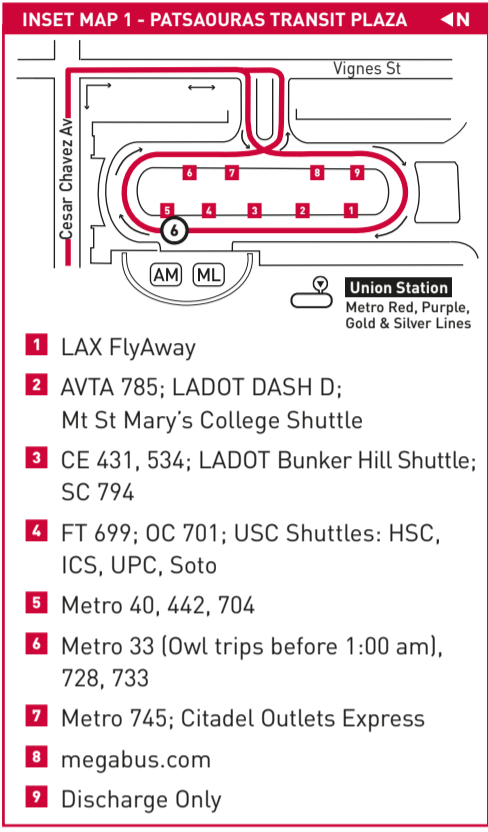 INSET MAP 1 - PATSAOURAS TRANSIT PLAZA ◀N
Vignes St
Cesar Chavez Av
6 7 8 9
5 4 3 2 1
6
AM ML
Union Station
Metro Red, Purple,
Gold & Silver Lines
1 LAX FlyAway
2 AVTA 785; LADOT DASH D;
Mt St Mary's College Shuttle
3 CE 431, 534; LADOT Bunker Hill Shuttle;
SC 794
4 FT 699; OC 701; USC Shuttles: HSC,
ICS, UPC, Soto
5 Metro 40, 442, 704
6 Metro 33 (Owl trips before 1:00 am),
728, 733
7 Metro 745; Citadel Outlets Express
8 megabus.com
9 Discharge Only